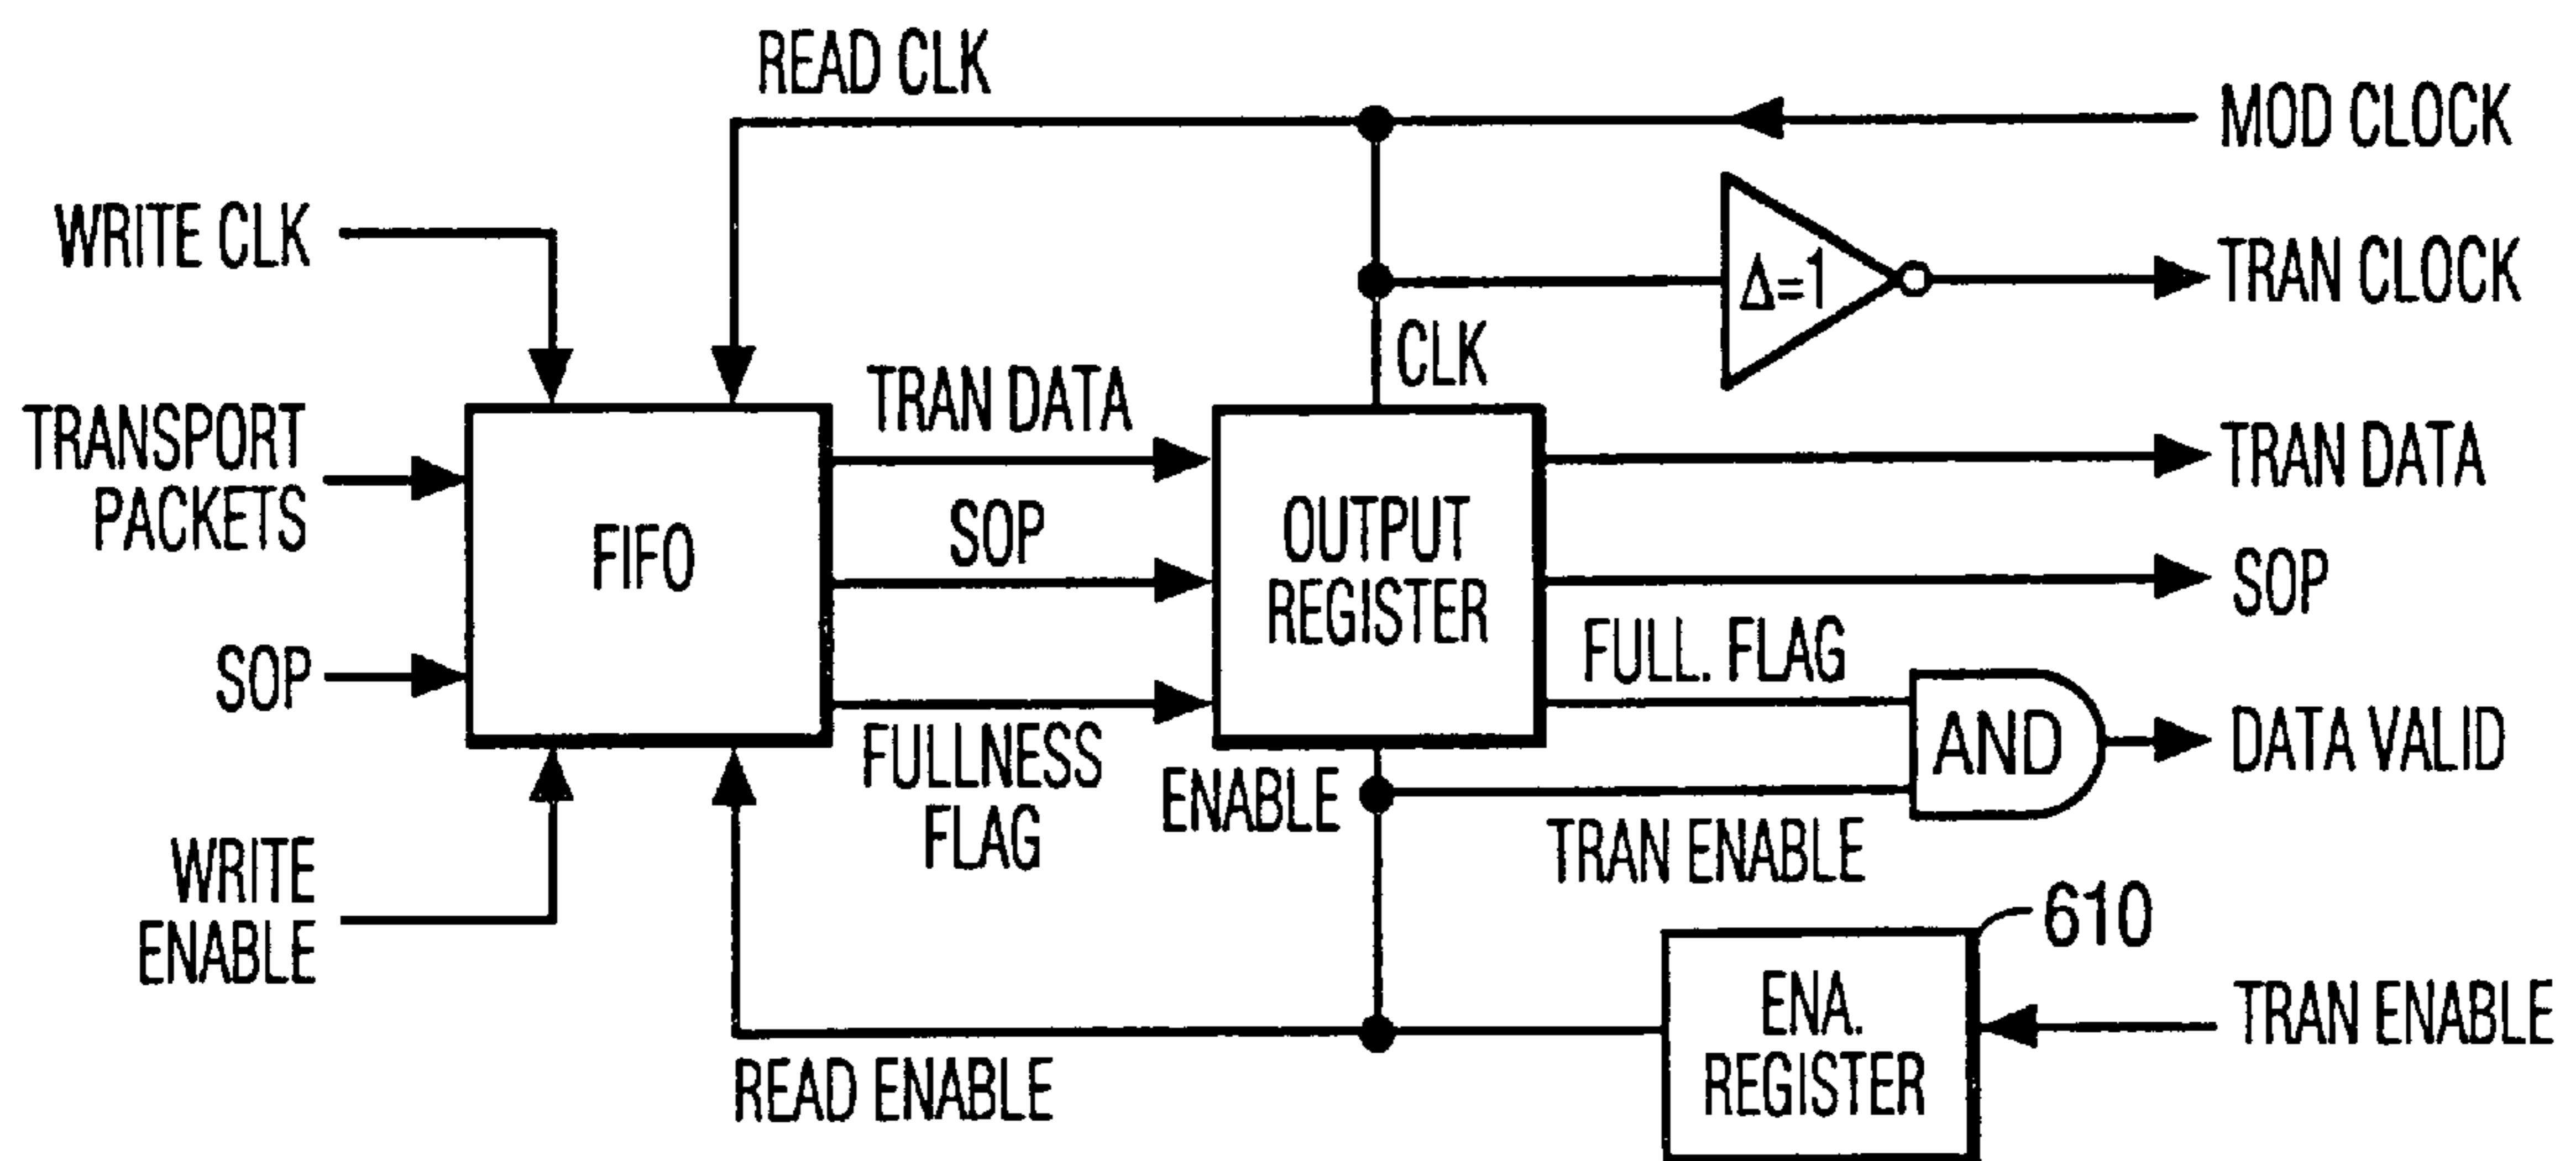 READ CLK
MOD CLOCK
WRITE CLK
Δ=1
TRAN CLOCK
CLK
TRANSPORT
PACKETS
TRAN DATA
TRAN DATA
FIFO
SOP
OUTPUT
REGISTER
SOP
SOP
FULL. FLAG
FULLNESS
FLAG
ENABLE
AND
DATA VALID
TRAN ENABLE
WRITE
ENABLE
610
ENA.
REGISTER
TRAN ENABLE
READ ENABLE